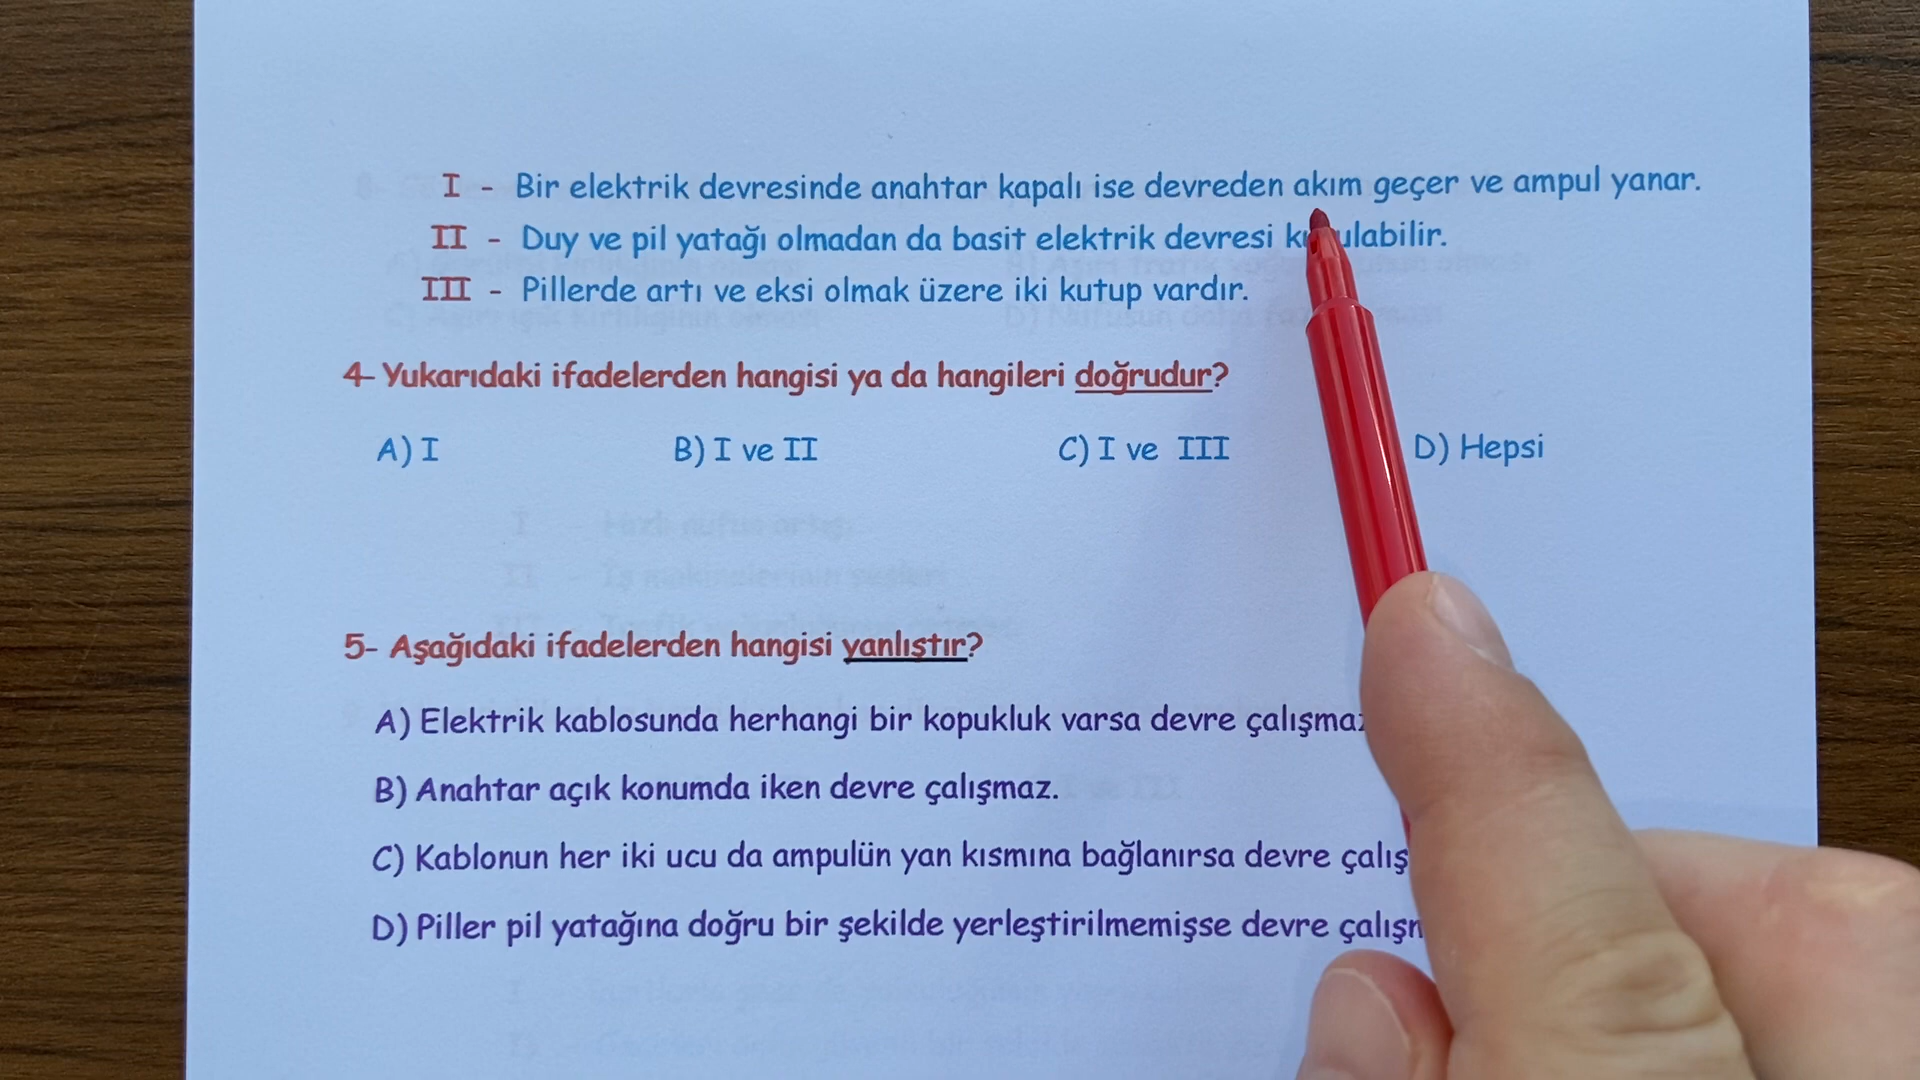 I - Bir elektrik devresinde anahtar kapalı ise devreden akım geçer ve ampul yanar.
II - Duy ve pil yatağı olmadan da basit elektrik devresi kurulabilir.
III - Pillerde artı ve eksi olmak üzere iki kutup vardır.
4- Yukarıdaki ifadelerden hangisi ya da hangileri doğrudur?
A) I B) I ve II C) I ve III D) Hepsi
5- Aşağıdaki ifadelerden hangisi yanlıştır?
A) Elektrik kablosunda herhangi bir kopukluk varsa devre çalışmaz
B) Anahtar açık konumda iken devre çalışmaz.
C) Kablonun her iki ucu da ampulün yan kısmına bağlanırsa devre
D) Piller pil yatağına doğru bir şekilde yerleştirilmemişse devre